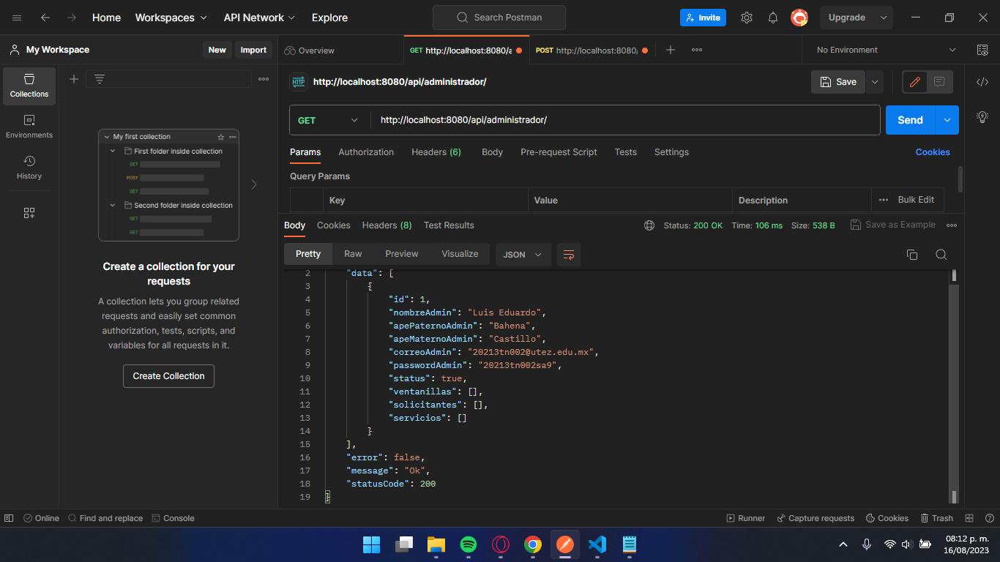 Home Workspaces API Network Explore Search Postman Invite Upgrade
My Workspace New Import Overview GET http://localhost:8080/a POST http://localhost:8080/ No Environment
Collections
Environments
History
My first collection
First folder inside collection
GET
POST
GET
Second folder inside collection
GET
GET
Create a collection for your
requests
A collection lets you group related
requests and easily set common
authorization, tests, scripts, and
variables for all requests in it.
Create Collection
HTTP http://localhost:8080/api/administrador/ Save
GET http://localhost:8080/api/administrador/ Send
Params Authorization Headers (6) Body Pre-request Script Tests Settings Cookies
Query Params
Key Value Description Bulk Edit
Body Cookies Headers (8) Test Results Status: 200 OK Time: 106 ms Size: 538 B Save as Example
Pretty Raw Preview Visualize JSON
2 "data": [
3 {
4 "id": 1,
5 "nombreAdmin": "Luis Eduardo",
6 "apePaternoAdmin": "Bahena",
7 "apeMaternoAdmin": "Castillo",
8 "correoAdmin": "20213tn002@utez.edu.mx",
9 "passwordAdmin": "20213tn002sa9",
10 "status": true,
11 "ventanillas": [],
12 "solicitantes": [],
13 "servicios": []
14 }
15 ],
16 "error": false,
17 "message": "Ok",
18 "statusCode": 200
19 }
Online Find and replace Console Runner Capture requests Cookies Trash
08:12 p. m.
16/08/2023